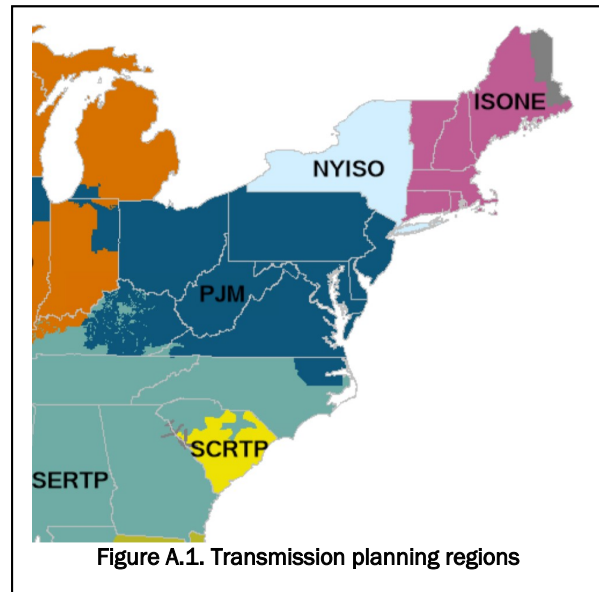 ISONE
NYISO
PJM
SCRTP
SERTP
Figure A.1. Transmission planning regions